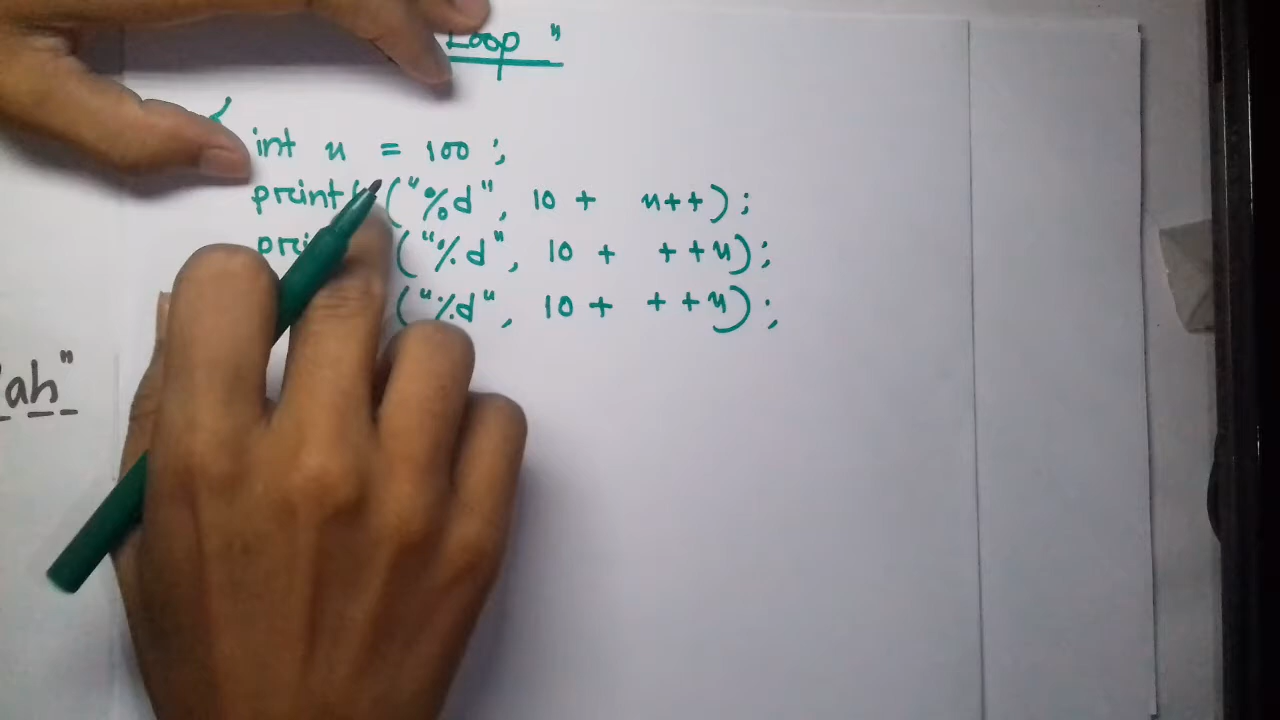 Loop "
{
int n = 100 ;
printf ("%d", 10 + n++) ;
("%d", 10 + ++n) ;
("%d", 10 + ++n) ;
ah"